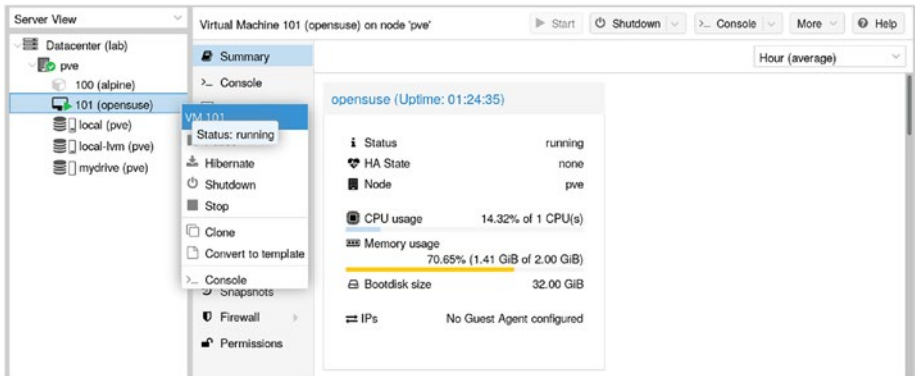 Server View
Virtual Machine 101 (opensuse) on node 'pve'
Start
Shutdown
Console
More
Help
Datacenter (lab)
pve
100 (alpine)
101 (opensuse)
local (pve)
local-lvm (pve)
mydrive (pve)
Summary
Console
VM 101
Status: running
Hibernate
Shutdown
Stop
Clone
Convert to template
Console
Snapshots
Firewall
Permissions
Hour (average)
opensuse (Uptime: 01:24:35)
Status running
HA State none
Node pve
CPU usage 14.32% of 1 CPU(s)
Memory usage
70.65% (1.41 GiB of 2.00 GiB)
Bootdisk size 32.00 GiB
IPs No Guest Agent configured